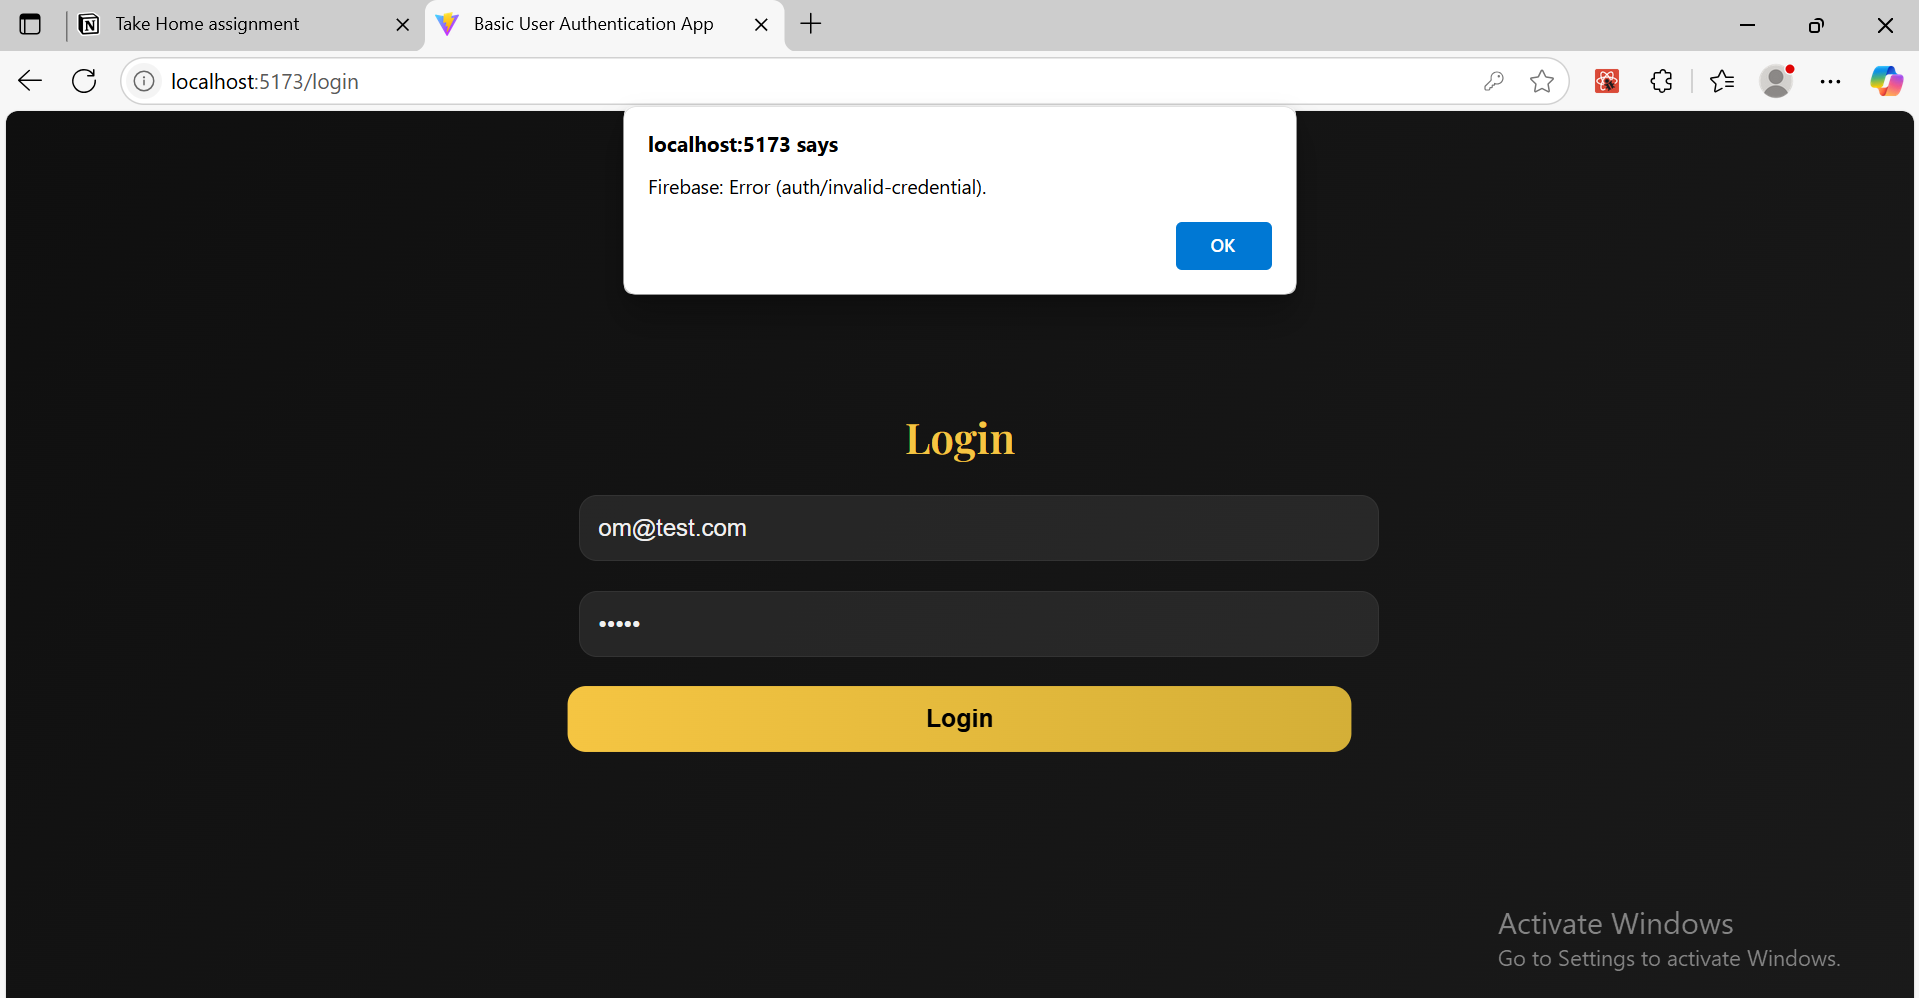 Take Home assignment
Basic User Authentication App
localhost:5173/login
localhost:5173 says
Firebase: Error (auth/invalid-credential).
OK
Login
om@test.com
•••••
Login
Activate Windows
Go to Settings to activate Windows.